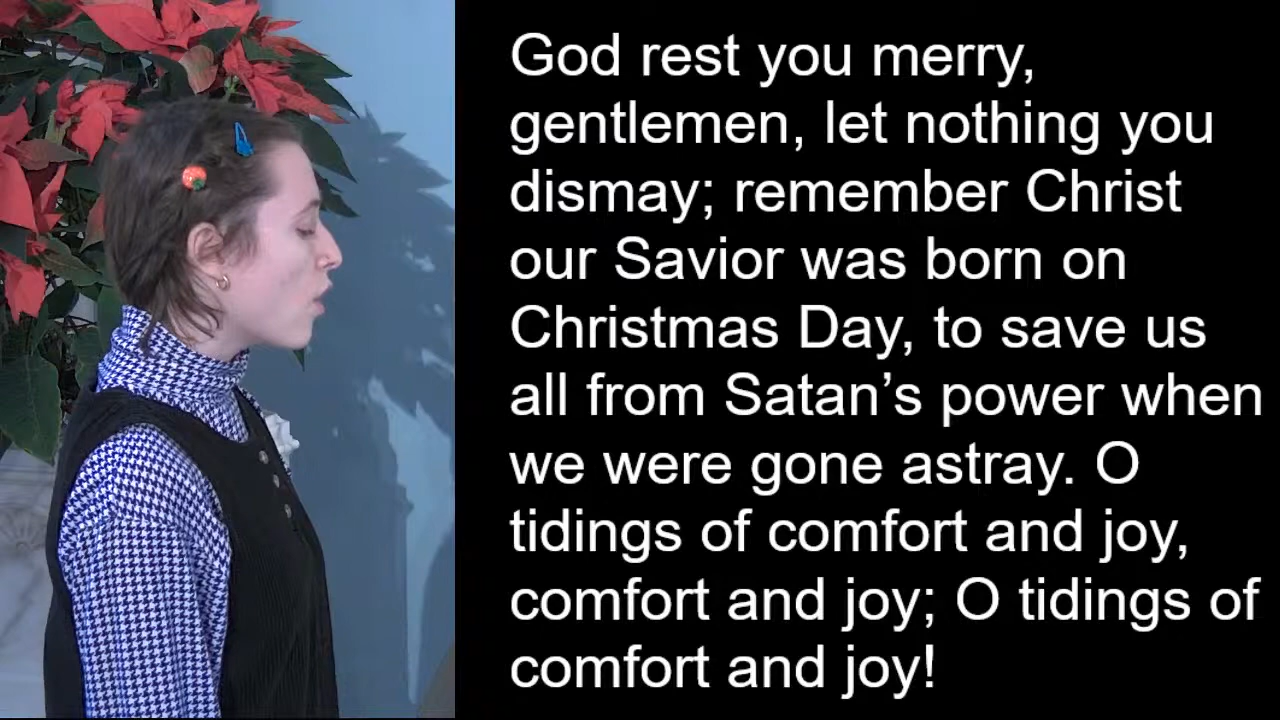 God rest you merry,
gentlemen, let nothing you
dismay; remember Christ
our Savior was born on
Christmas Day, to save us
all from Satan’s power when
we were gone astray. O
tidings of comfort and joy,
comfort and joy; O tidings of
comfort and joy!